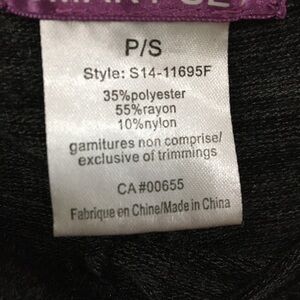 P/S
Style: S14-11695F
35%polyester
55%rayon
10%nylon
garnitures non comprise/
exclusive of trimmings
CA#00655
Fabrique en Chine/Made in China